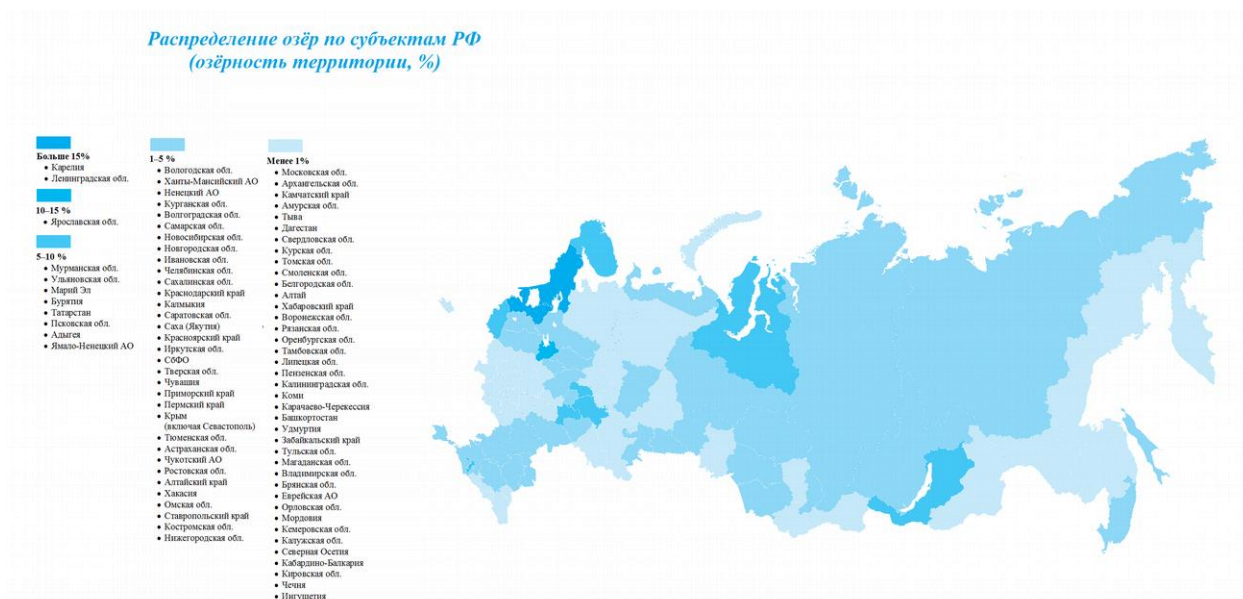 Распределение озёр по субъектам РФ
(озёрность территории, %)
Больше 15%
• Карелия
• Ленинградская обл.
10–15 %
• Ярославская обл.
5–10 %
• Мурманская обл.
• Ульяновская обл.
• Марий Эл
• Бурятия
• Татарстан
• Псковская обл.
• Адыгея
• Ямало-Ненецкий АО
1–5 %
• Вологодская обл.
• Ханты-Мансийский АО
• Ненецкий АО
• Курганская обл.
• Волгоградская обл.
• Самарская обл.
• Новосибирская обл.
• Новгородская обл.
• Ивановская обл.
• Челябинская обл.
• Сахалинская обл.
• Краснодарский край
• Калмыкия
• Саратовская обл.
• Саха (Якутия)
• Красноярский край
• Иркутская обл.
• СбФО
• Тверская обл.
• Чувашия
• Приморский край
• Пермский край
• Крым
(включая Севастополь)
• Тюменская обл.
• Астраханская обл.
• Чукотский АО
• Ростовская обл.
• Алтайский край
• Хакасия
• Омская обл.
• Ставропольский край
• Костромская обл.
• Нижегородская обл.
Менее 1%
• Московская обл.
• Архангельская обл.
• Камчатский край
• Амурская обл.
• Тыва
• Дагестан
• Свердловская обл.
• Курская обл.
• Томская обл.
• Смоленская обл.
• Белгородская обл.
• Алтай
• Хабаровский край
• Воронежская обл.
• Рязанская обл.
• Оренбургская обл.
• Тамбовская обл.
• Липецкая обл.
• Пензенская обл.
• Калининградская обл.
• Коми
• Карачаево-Черекессия
• Башкортостан
• Удмуртия
• Забайкальский край
• Тульская обл.
• Магаданская обл.
• Владимирская обл.
• Брянская обл.
• Еврейская АО
• Орловская обл.
• Мордовия
• Кемеровская обл.
• Калужская обл.
• Северная Осетия
• Кабардино-Балкария
• Кировская обл.
• Чечня
• Ингушетия